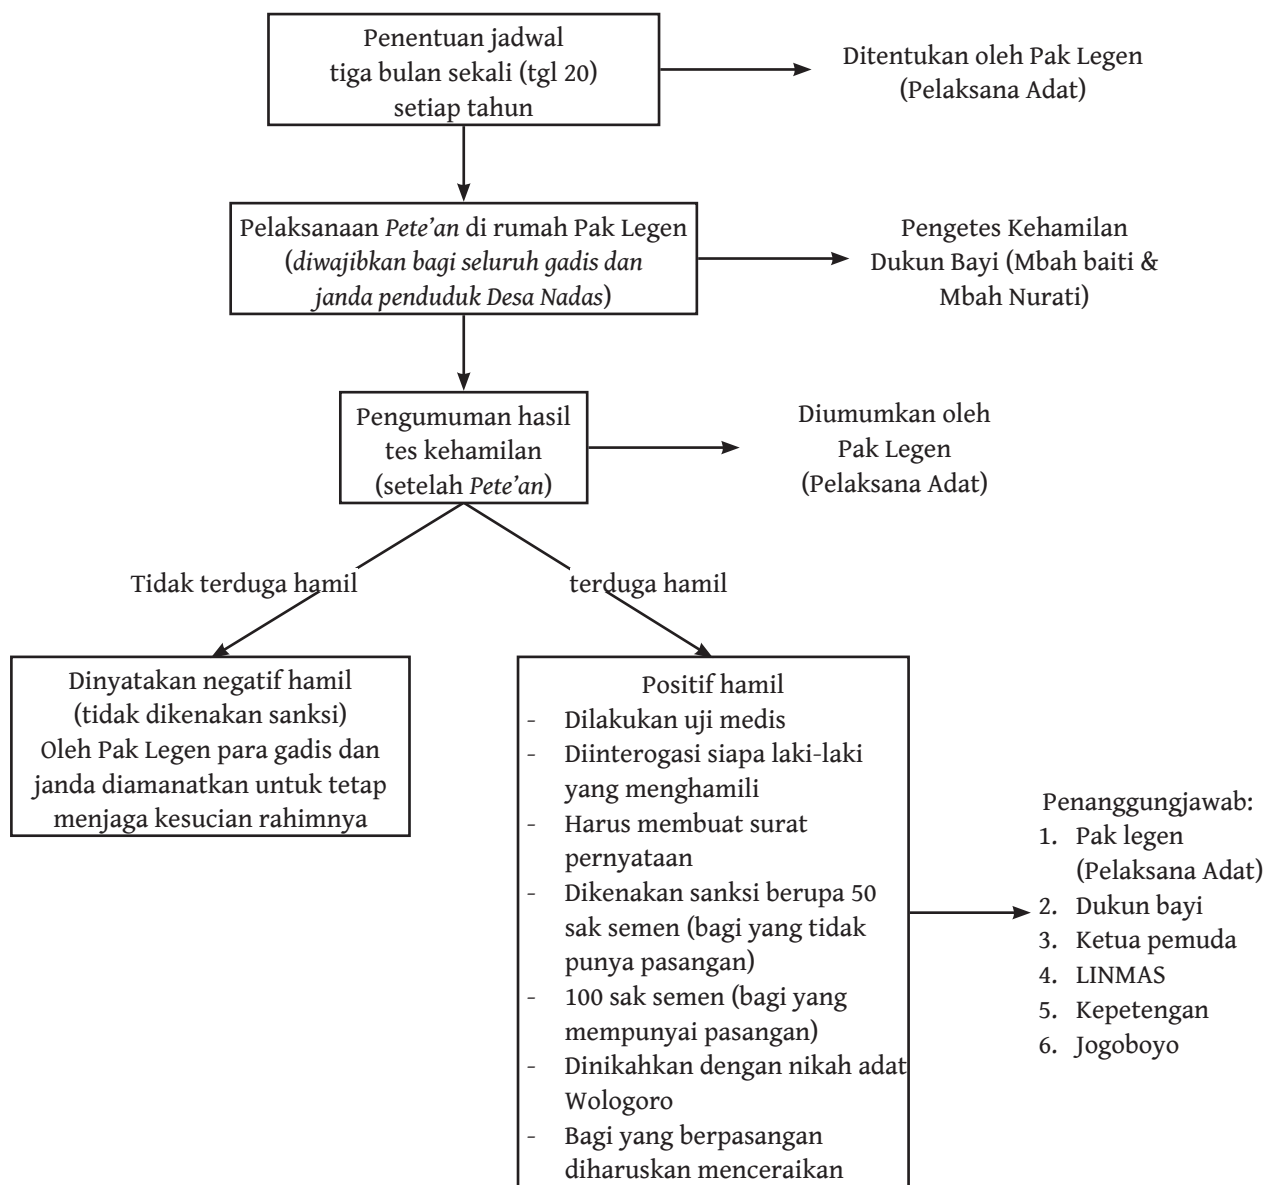 Penentuan jadwal
tiga bulan sekali (tgl 20)
setiap tahun
Ditentukan oleh Pak Legen
(Pelaksana Adat)
Pelaksanaan Pete’an di rumah Pak Legen
(diwajibkan bagi seluruh gadis dan
janda penduduk Desa Nadas)
Pengetes Kehamilan
Dukun Bayi (Mbah baiti &
Mbah Nurati)
Pengumuman hasil
tes kehamilan
(setelah Pete’an)
Diumumkan oleh
Pak Legen
(Pelaksana Adat)
Tidak terduga hamil
terduga hamil
Dinyatakan negatif hamil
(tidak dikenakan sanksi)
Oleh Pak Legen para gadis dan
janda diamanatkan untuk tetap
menjaga kesucian rahimnya
Positif hamil
- Dilakukan uji medis
- Diinterogasi siapa laki-laki
yang menghamili
- Harus membuat surat
pernyataan
- Dikenakan sanksi berupa 50
sak semen (bagi yang tidak
punya pasangan)
- 100 sak semen (bagi yang
mempunyai pasangan)
- Dinikahkan dengan nikah adat
Wologoro
- Bagi yang berpasangan
diharuskan menceraikan
Penanggungjawab:
1. Pak legen
(Pelaksana Adat)
2. Dukun bayi
3. Ketua pemuda
4. LINMAS
5. Kepetengan
6. Jogoboyo